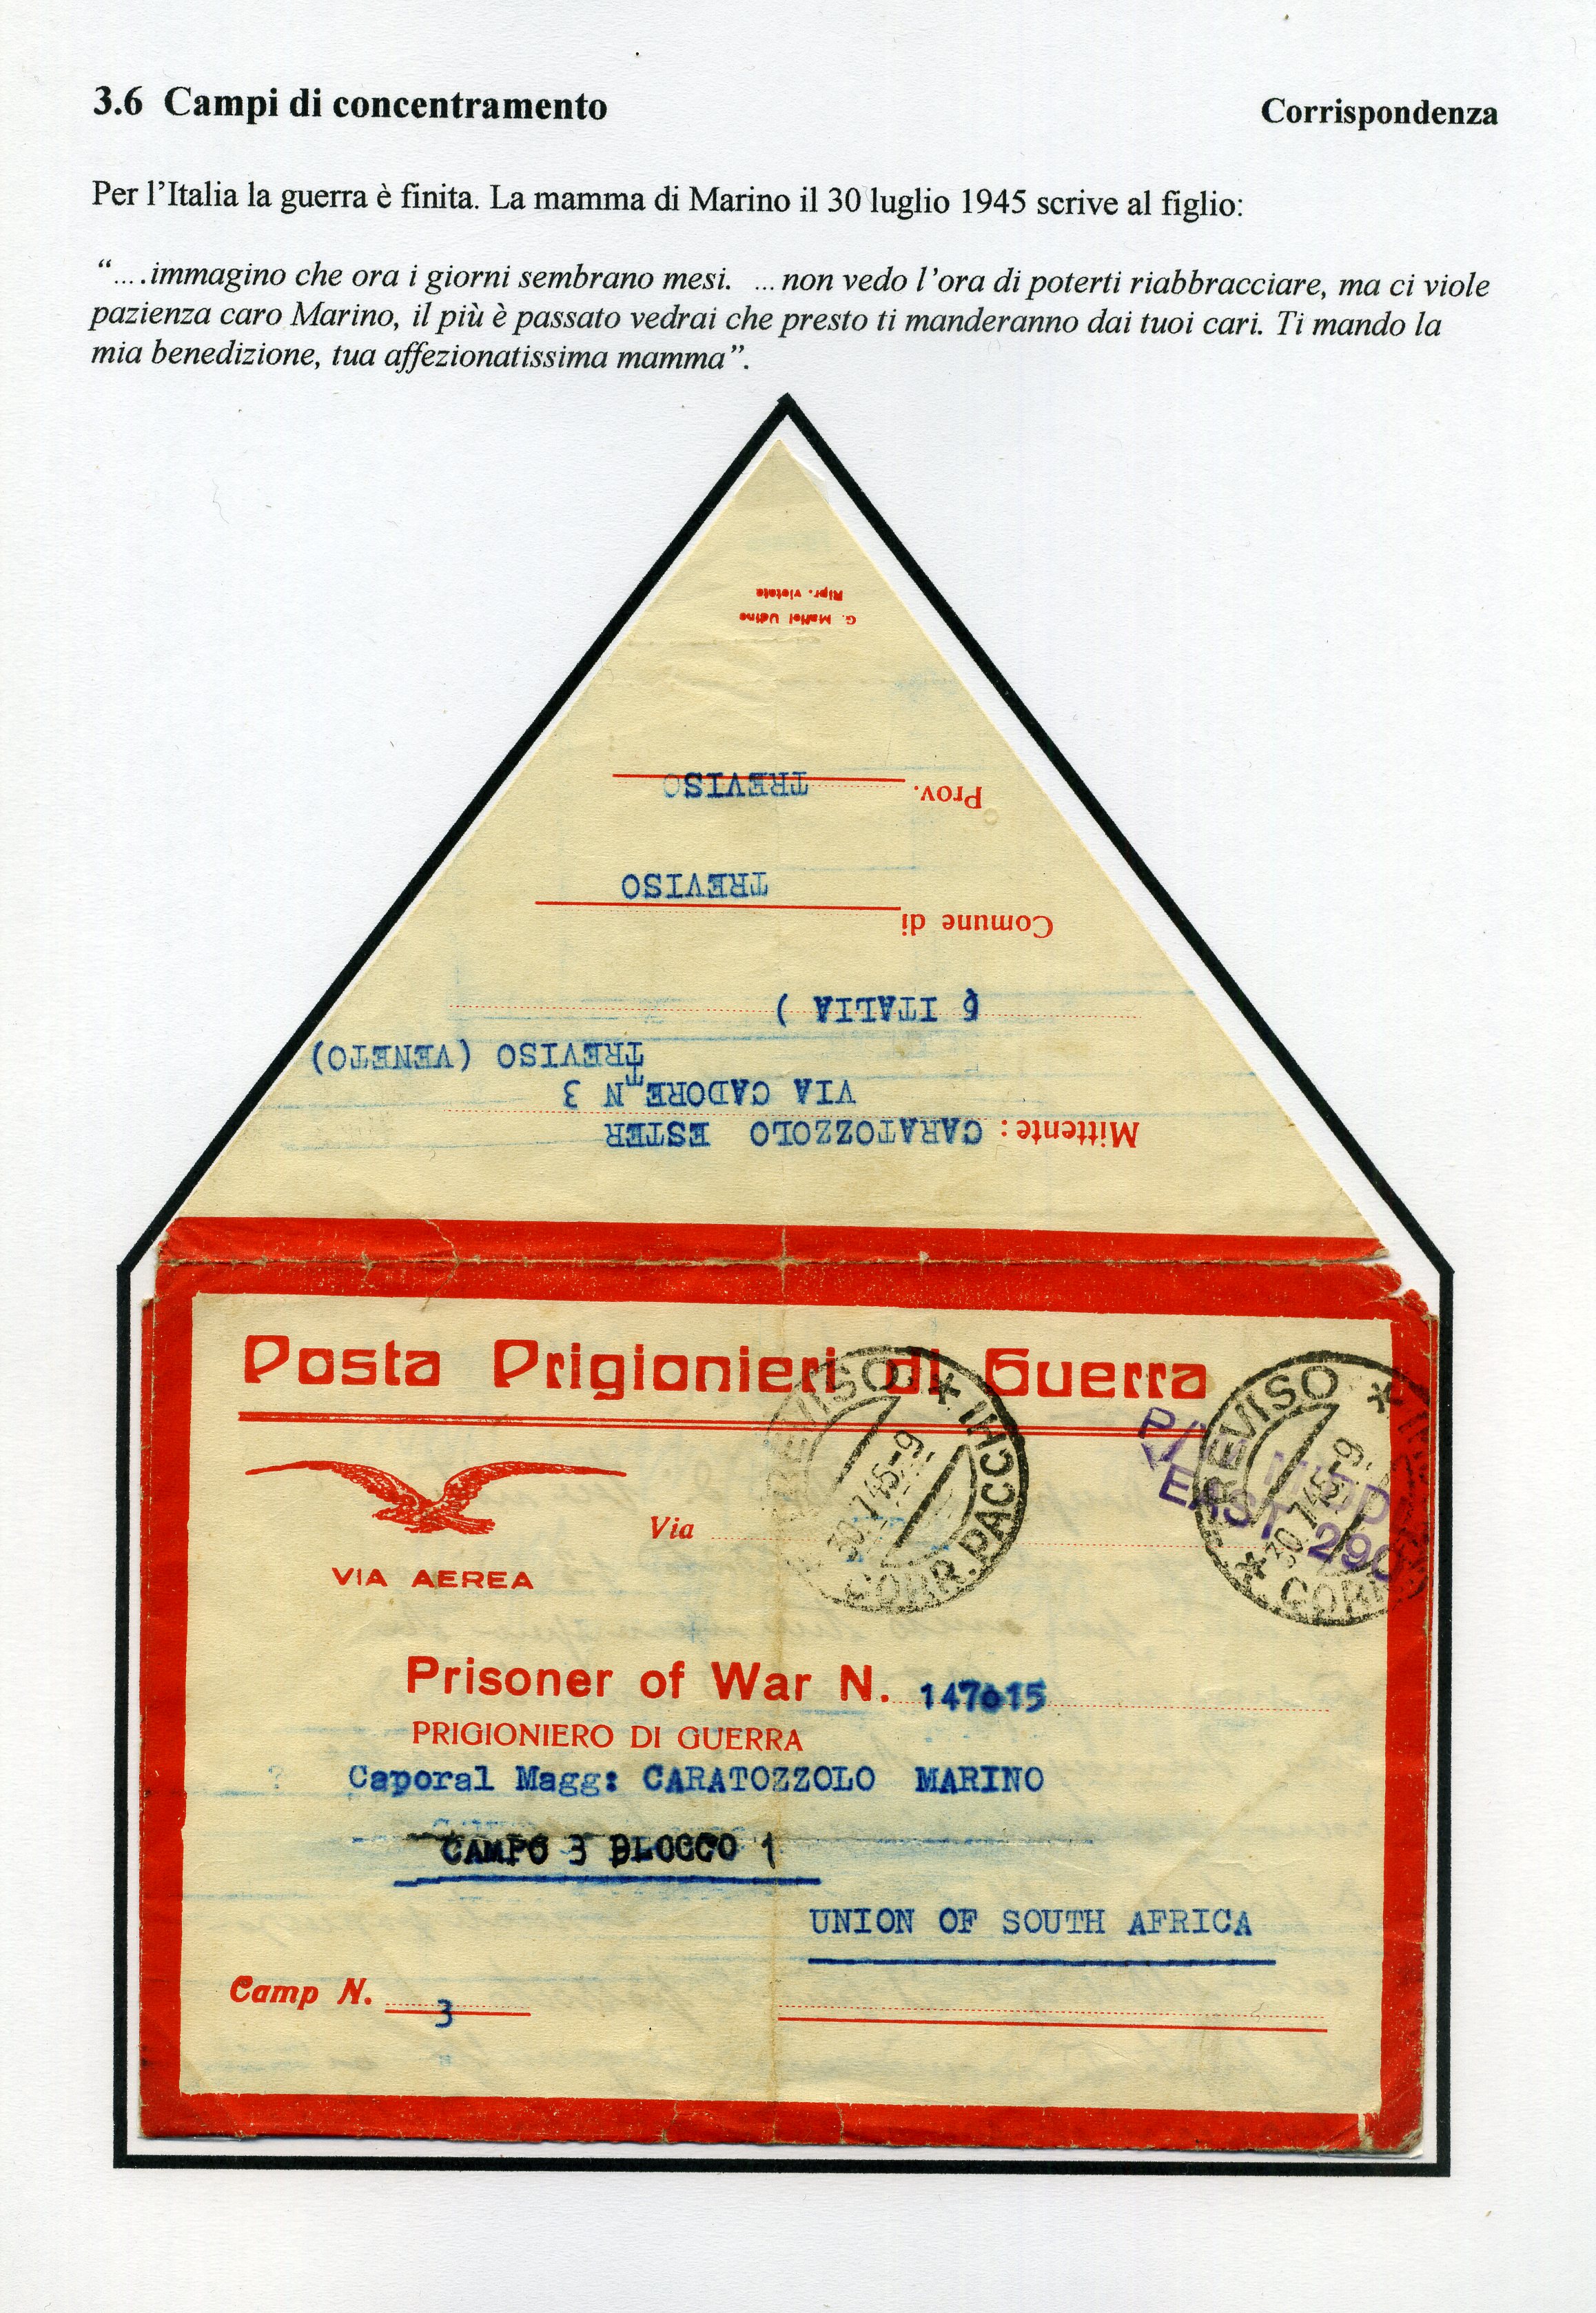 3.6 Campi di concentramento
Corrispondenza
Per l’Italia la guerra è finita. La mamma di Marino il 30 luglio 1945 scrive al figlio:
“….immagino che ora i giorni sembrano mesi. …non vedo l’ora di poterti riabbracciare, ma ci viole
pazienza caro Marino, il più è passato vedrai che presto ti manderanno dai tuoi cari. Ti mando la
mia benedizione, tua affezionatissima mamma”.
Ripr. vietata
G. Maffei Udine
Prov. TREVISO
Comune di TREVISO
( ITALIA )
TREVISO (VENETO)
VIA CADORE N 3
Mittente: CARATOZZOLO ESTER
Posta Prigionieri di Guerra
TREVISO * CORR. PACCHI
30.7.45-9
TREVISO * CORR.
30.7.45-9
EAST 290
Via
VIA AEREA
Prisoner of War N. 147015
PRIGIONIERO DI GUERRA
Caporal Magg: CARATOZZOLO MARINO
CAMPO 3 BLOCCO 1
UNION OF SOUTH AFRICA
Camp N. 3